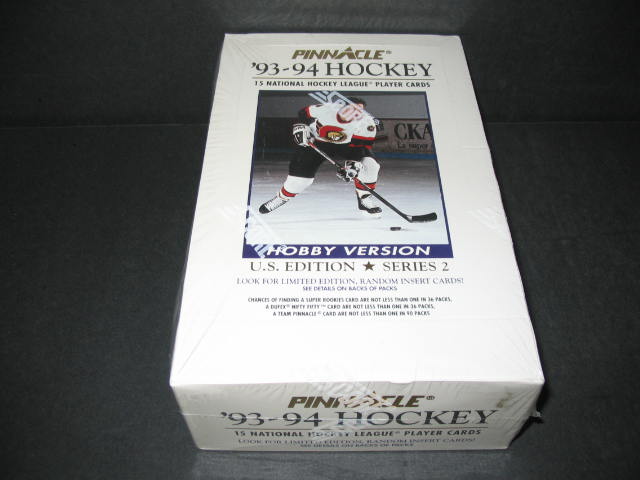 PINNACLE®
'93-94 HOCKEY
15 NATIONAL HOCKEY LEAGUE® PLAYER CARDS
CKA
Le super
HOBBY VERSION
U.S. EDITION ★ SERIES 2
LOOK FOR LIMITED EDITION, RANDOM INSERT CARDS!
SEE DETAILS ON BACKS OF PACKS
CHANCES OF FINDING A SUPER ROOKIES CARD ARE NOT LESS THAN ONE IN 36 PACKS,
A DUFEX® NIFTY FIFTY™ CARD ARE NOT LESS THAN ONE IN 36 PACKS,
A TEAM PINNACLE® CARD ARE NOT LESS THAN ONE IN 90 PACKS
PINNACLE®
'93-94 HOCKEY
15 NATIONAL HOCKEY LEAGUE® PLAYER CARDS
LOOK FOR LIMITED EDITION, RANDOM INSERT CARDS!
SEE DETAILS ON BACKS OF PACKS